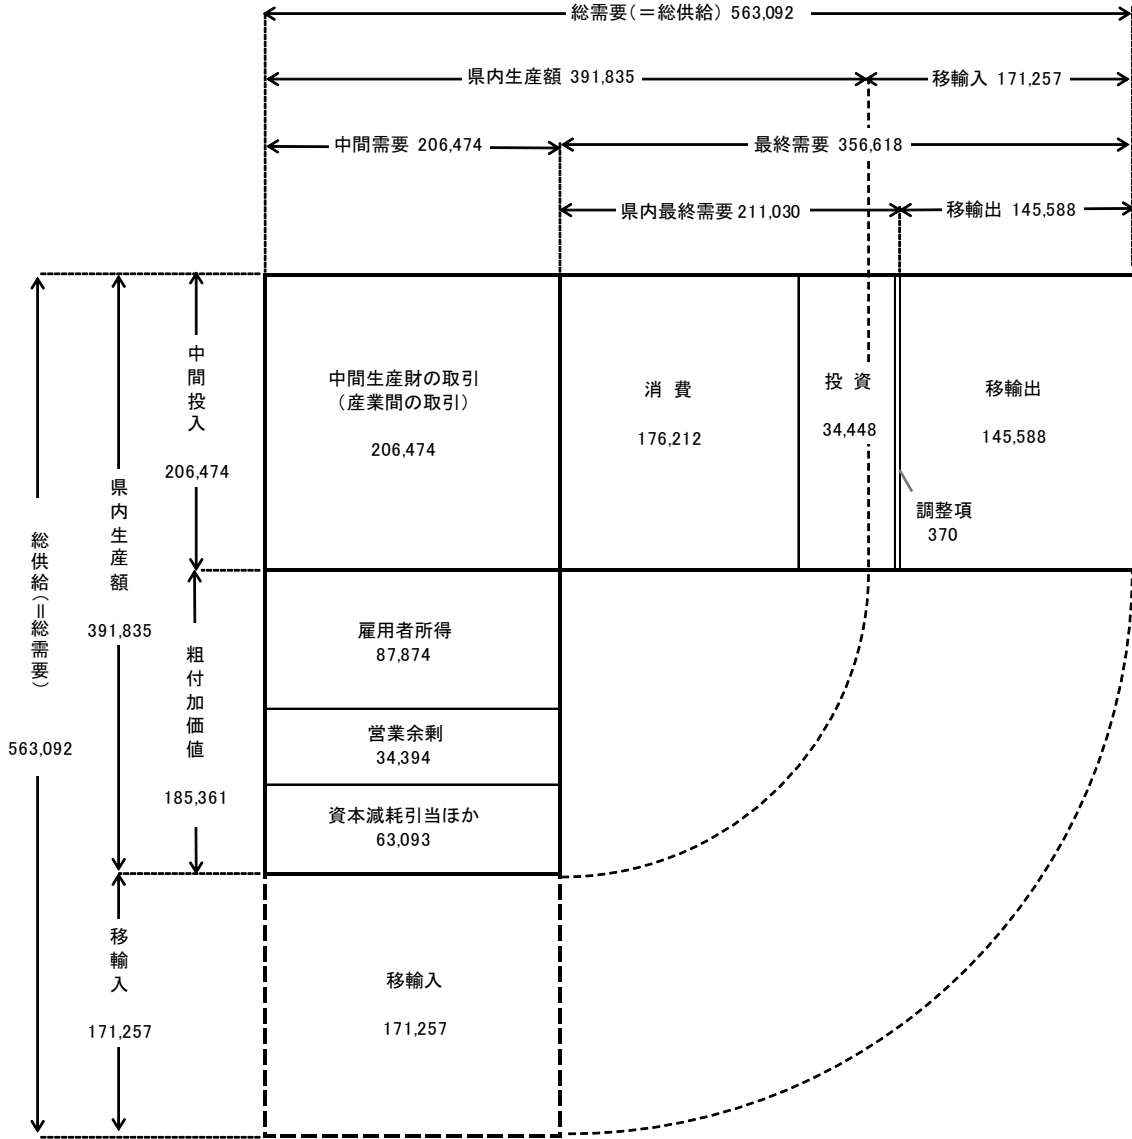 総需要(＝総供給) 563,092
県内生産額 391,835
移輸入 171,257
中間需要 206,474
最終需要 356,618
県内最終需要 211,030
移輸出 145,588
総供給(＝総需要)
563,092
県内生産額
391,835
中間投入
206,474
粗付加価値
185,361
移輸入
171,257
中間生産財の取引
（産業間の取引）
206,474
消 費
176,212
投 資
34,448
移輸出
145,588
調整項
370
雇用者所得
87,874
営業余剰
34,394
資本減耗引当ほか
63,093
移輸入
171,257